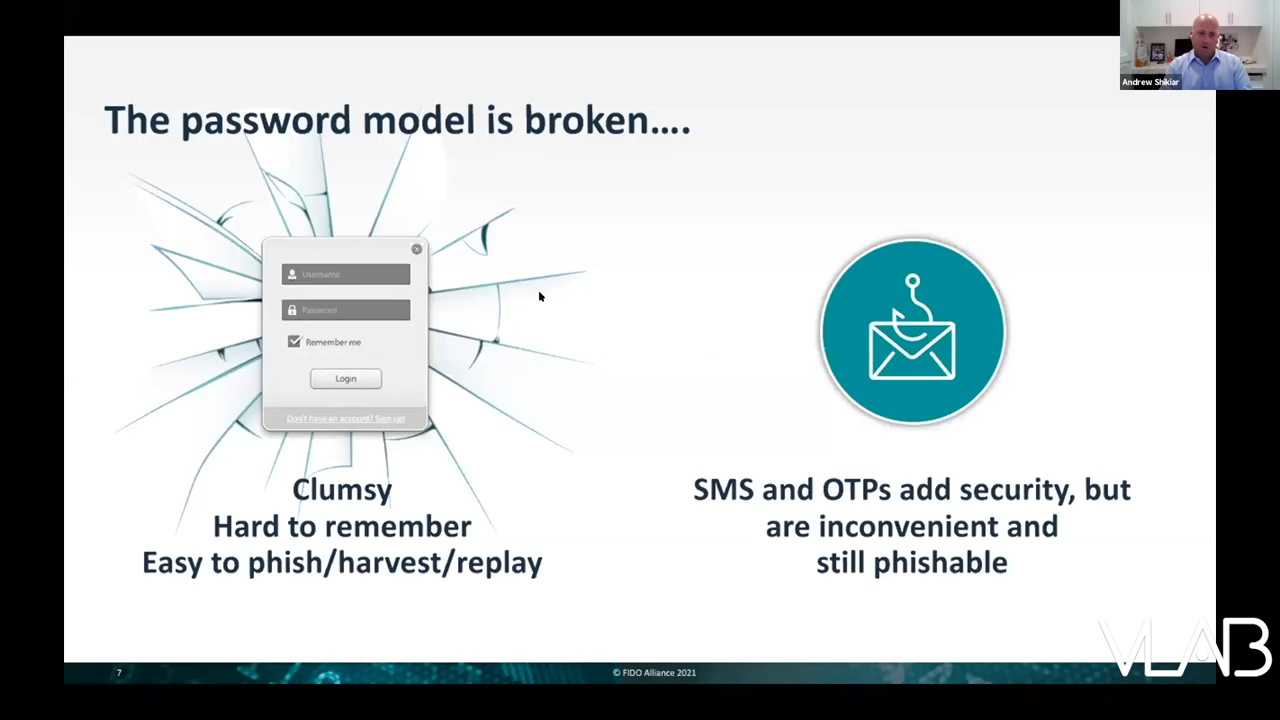 Andrew Shikiar
The password model is broken....
Username
Password
Remember me
Login
Don't have an account? Sign up!
Clumsy
Hard to remember
Easy to phish/harvest/replay
SMS and OTPs add security, but
are inconvenient and
still phishable
7
© FIDO Alliance 2021
VLAB